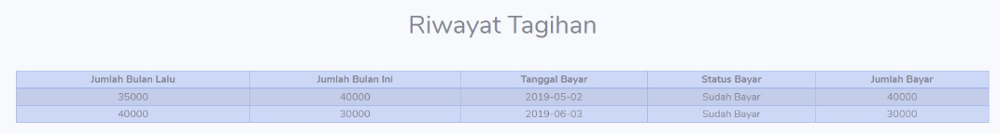 Riwayat Tagihan
Jumlah Bulan Lalu Jumlah Bulan Ini Tanggal Bayar Status Bayar Jumlah Bayar
35000 40000 2019-05-02 Sudah Bayar 40000
40000 30000 2019-06-03 Sudah Bayar 30000